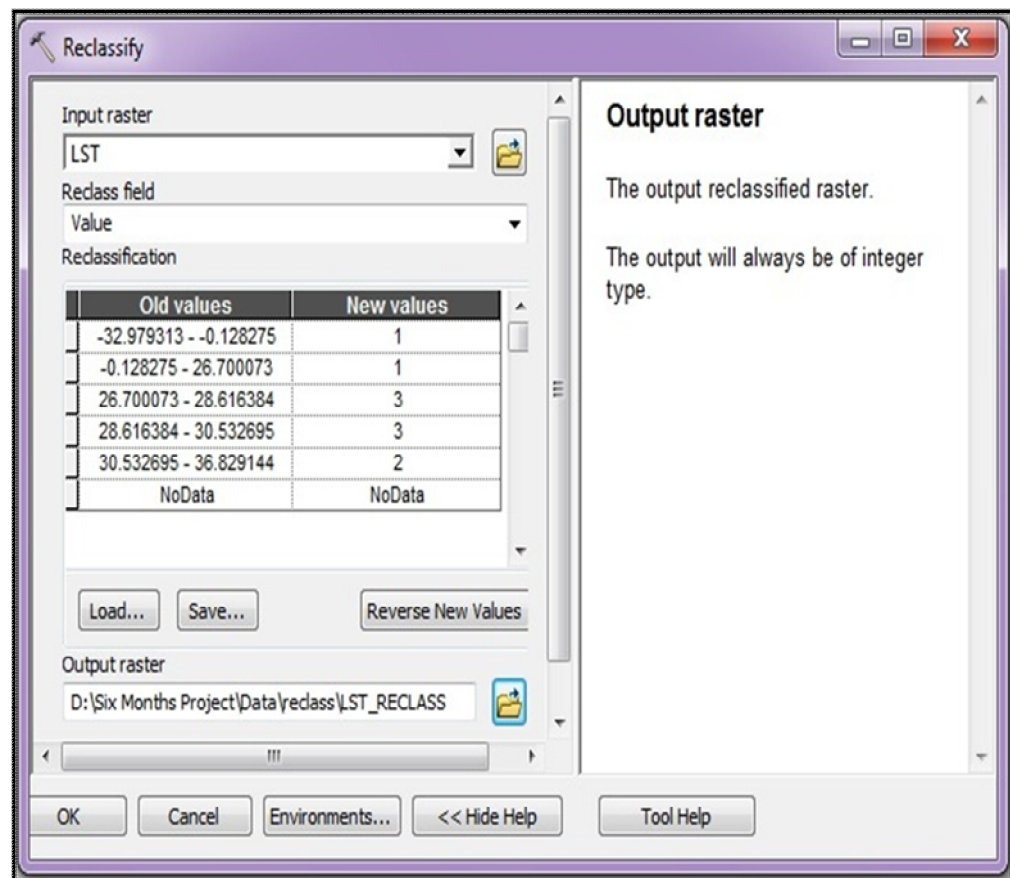 Reclassify
Input raster
LST
Reclass field
Value
Reclassification
Old values New values
-32.979313 - -0.128275 1
-0.128275 - 26.700073 1
26.700073 - 28.616384 3
28.616384 - 30.532695 3
30.532695 - 36.829144 2
NoData NoData
Load... Save... Reverse New Values
Output raster
D:\Six Months Project\Data\reclass\LST_RECLASS
OK Cancel Environments... << Hide Help Tool Help
Output raster
The output reclassified raster.
The output will always be of integer
type.